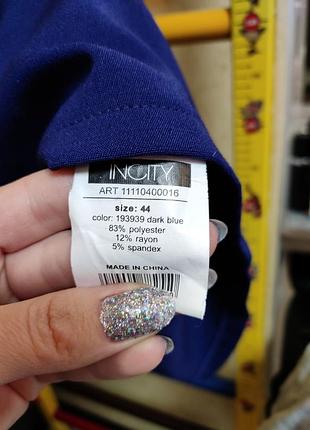 INCITY
ART 11110400016
size: 44
color: 193939 dark blue
83% polyester
12% rayon
5% spandex
MADE IN CHINA